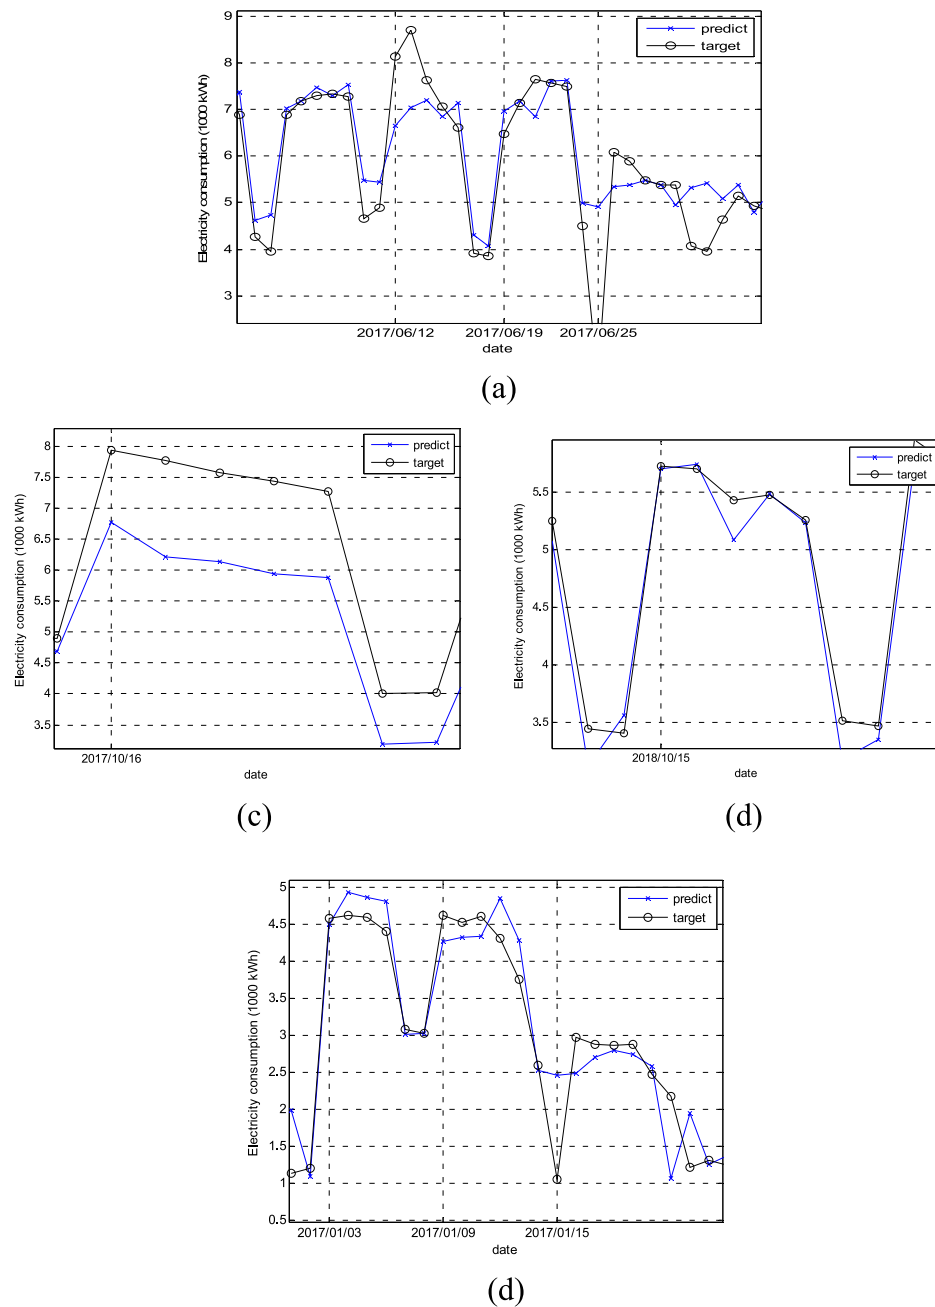 9
8
7
6
5
4
3
Electricity consumption (1000 kWh)
predict
target
2017/06/12
2017/06/19
2017/06/25
date
(a)
8
7.5
7
6.5
6
5.5
5
4.5
4
3.5
Electricity consumption (1000 kWh)
predict
target
2017/10/16
date
(c)
5.5
5
4.5
4
3.5
Electricity consumption (1000 kWh)
predict
target
2018/10/15
date
(d)
5
4.5
4
3.5
3
2.5
2
1.5
1
0.5
Electricity consumption (1000 kWh)
predict
target
2017/01/03
2017/01/09
2017/01/15
date
(d)